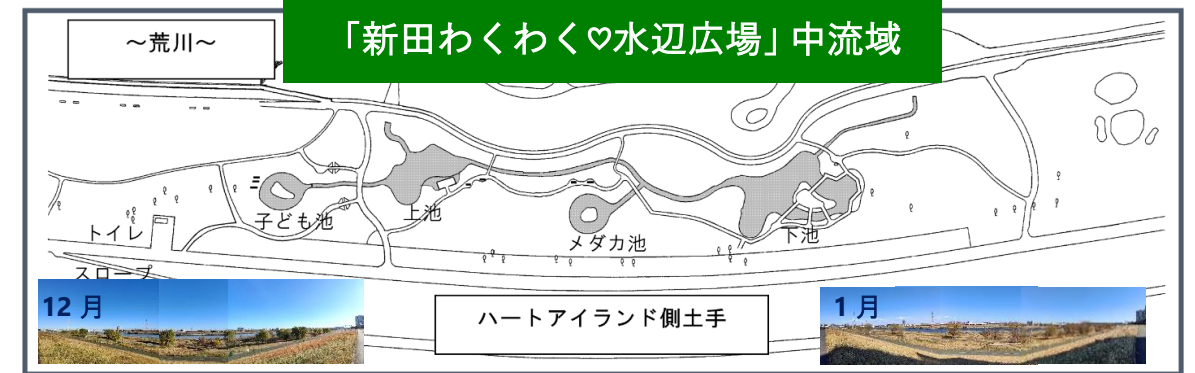 ～荒川～
「新田わくわく♡水辺広場」中流域
子ども池
上池
メダカ池
下池
トイレ
スロープ
12 月
ハートアイランド側土手
1 月